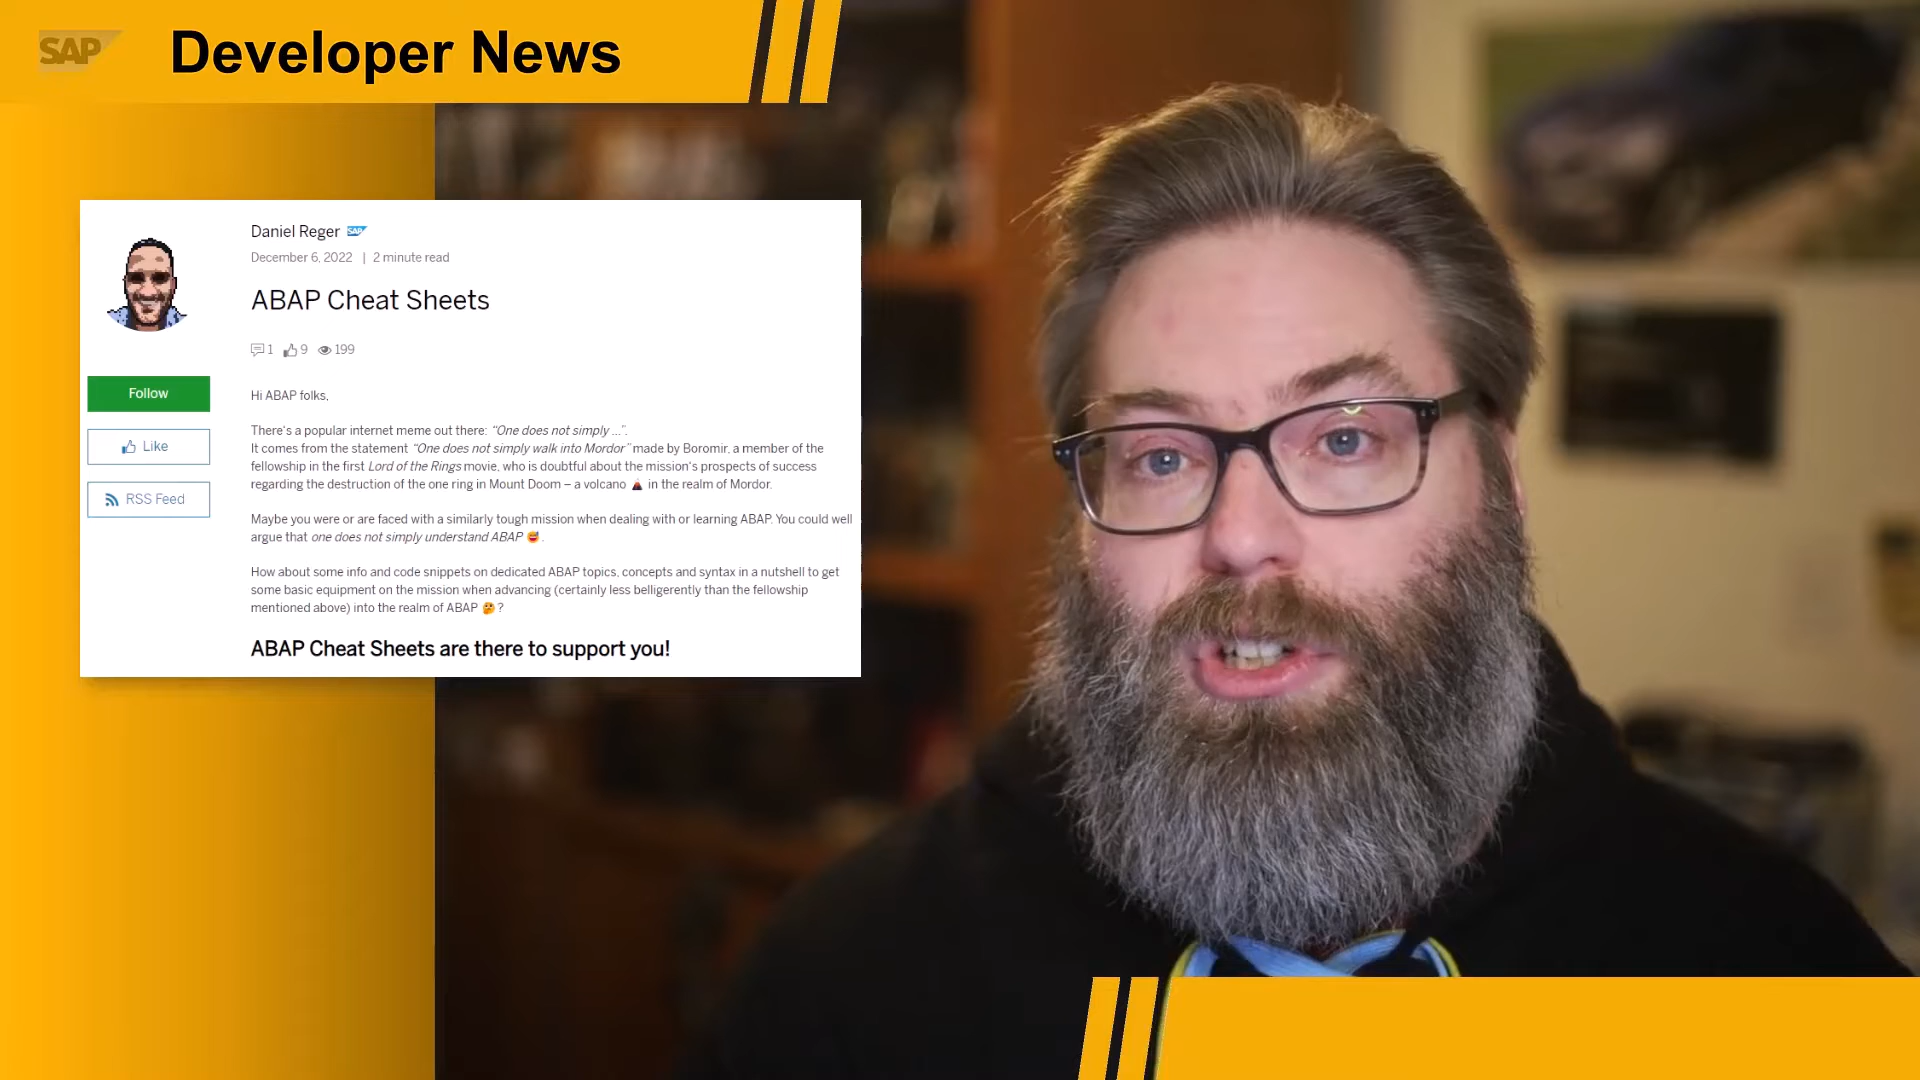 SAP
Developer News
Daniel Reger SAP
December 6, 2022 | 2 minute read
ABAP Cheat Sheets
1 9 199
Follow
Like
RSS Feed
Hi ABAP folks,
There's a popular internet meme out there: “One does not simply ...”.
It comes from the statement “One does not simply walk into Mordor” made by Boromir, a member of the
fellowship in the first Lord of the Rings movie, who is doubtful about the mission's prospects of success
regarding the destruction of the one ring in Mount Doom – a volcano 🌋 in the realm of Mordor.
Maybe you were or are faced with a similarly tough mission when dealing with or learning ABAP. You could well
argue that one does not simply understand ABAP 😅.
How about some info and code snippets on dedicated ABAP topics, concepts and syntax in a nutshell to get
some basic equipment on the mission when advancing (certainly less belligerently than the fellowship
mentioned above) into the realm of ABAP 🤔?
ABAP Cheat Sheets are there to support you!